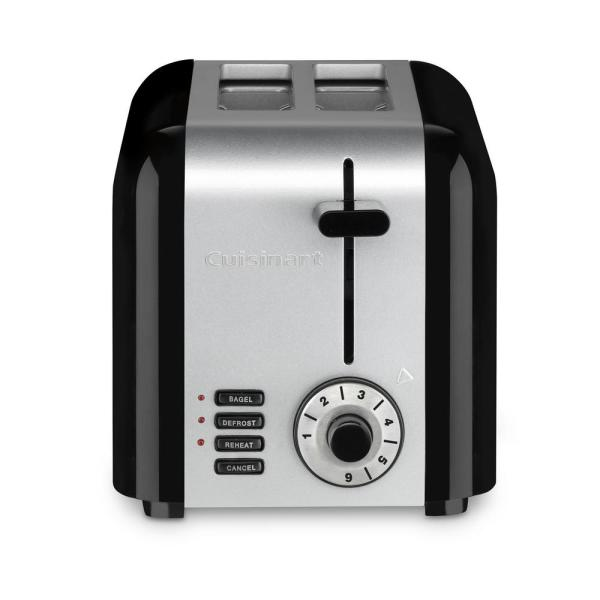 Cuisinart
BAGEL
DEFROST
REHEAT
CANCEL
1 2 3 4 5 6